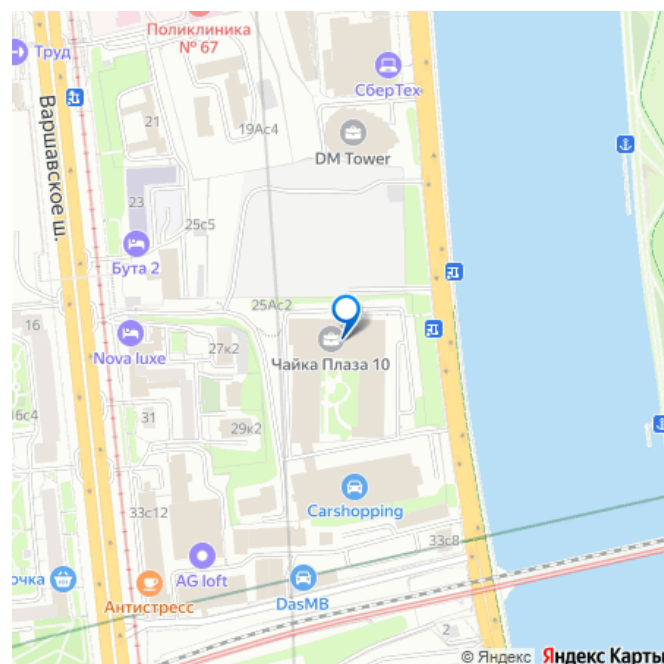 Поликлиника
№ 67
Труд
СберТех
21
19Ас4
DM Tower
Варшавское ш.
23
25с5
Бута 2
25Ас2
16
Nova luxe
27к2
Чайка Плаза 10
16с4
31
29к2
Carshopping
33с12
33с8
AG loft
очка
DasMB
Антистресс
2
© Яндекс Яндекс Карты